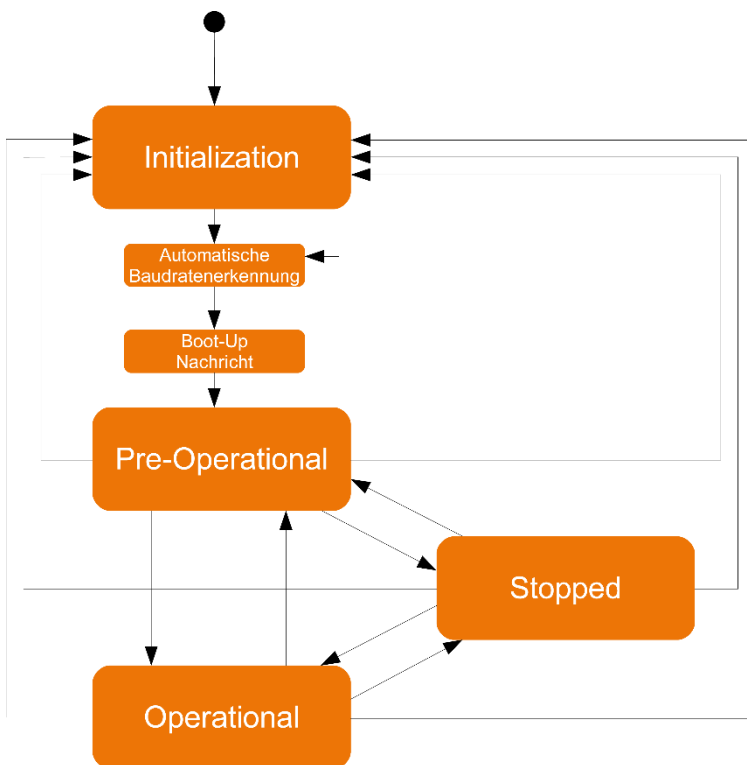 Initialization
Automatische
Baudratenerkennung
Boot-Up
Nachricht
Pre-Operational
Stopped
Operational